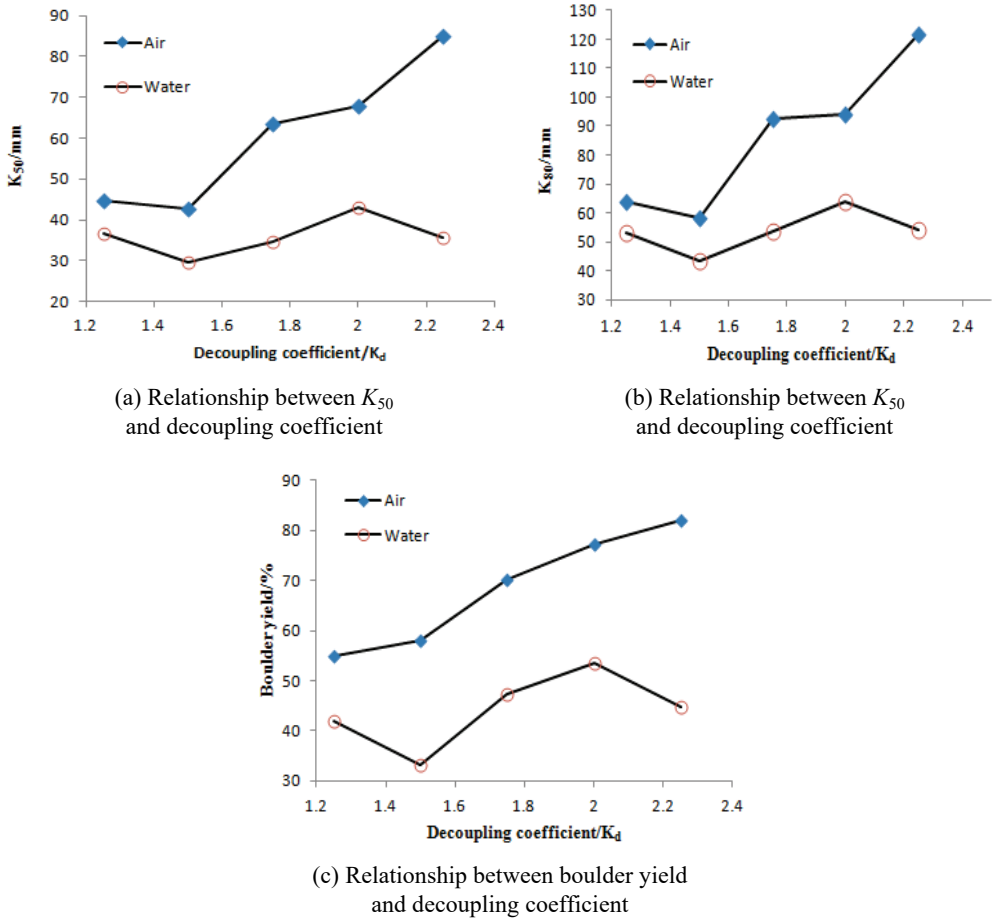 90
80
70
60
50
40
30
20
K50/mm
Air
Water
1.2 1.4 1.6 1.8 2 2.2 2.4
Decoupling coefficient/Kd
(a) Relationship between K50
and decoupling coefficient
130
120
110
100
90
80
70
60
50
40
30
K80/mm
Air
Water
1.2 1.4 1.6 1.8 2 2.2 2.4
Decoupling coefficient/Kd
(b) Relationship between K50
and decoupling coefficient
90
80
70
60
50
40
30
Boulder yield/%
Air
Water
1.2 1.4 1.6 1.8 2 2.2 2.4
Decoupling coefficient/Kd
(c) Relationship between boulder yield
and decoupling coefficient